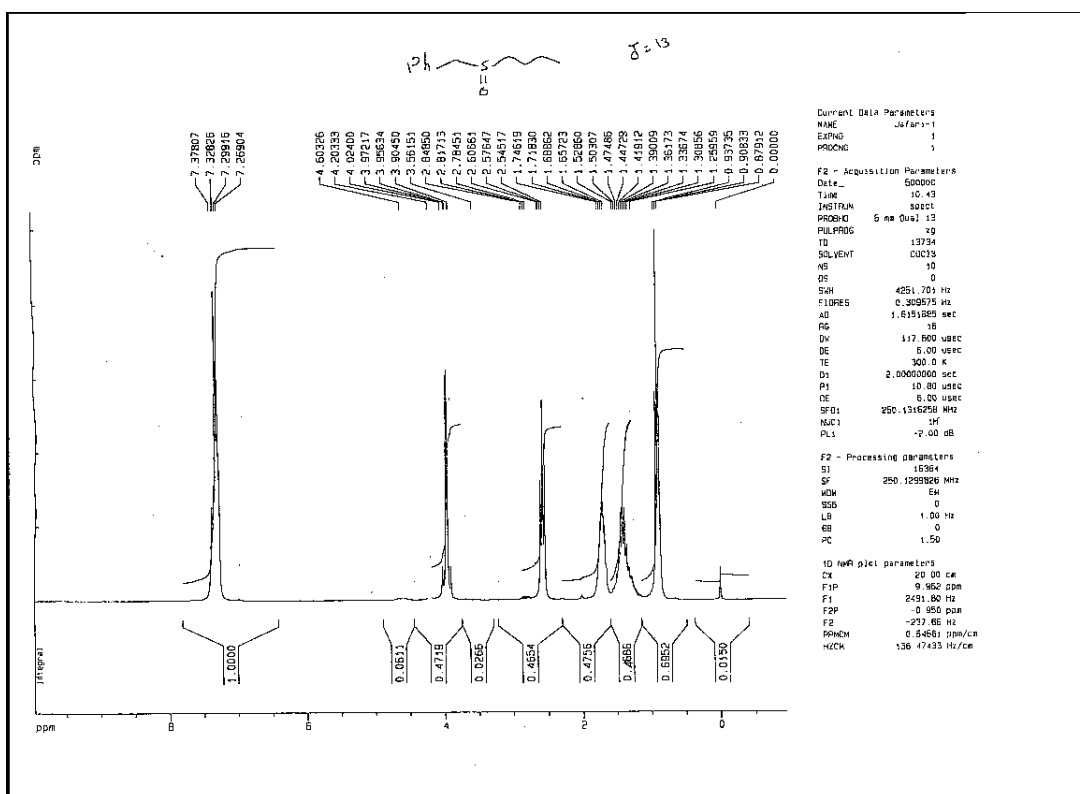 J=13
Ph
S
O
Current Data Parameters
NAME Jafari-1
EXPNO 1
PROCNO 1
F2 - Acquisition Parameters
Date_
Time 10.43
INSTRUM spect
PROBHD 5 mm Dual 13
PULPROG zg
TD 13734
SOLVENT CDCl3
NS 10
DS 0
SWH 4251.701 Hz
FIDRES 0.309575 Hz
AQ 1.6151685 sec
RG 16
DW 117.600 usec
DE 6.00 usec
TE 300.0 K
D1 2.00000000 sec
P1 10.80 usec
DE 6.00 usec
SFO1 250.1316258 MHz
NUC1 1H
PL1 -7.00 dB
F2 - Processing parameters
SI 16384
SF 250.1299826 MHz
WDW EM
SSB 0
LB 1.00 Hz
GB 0
PC 1.50
1D NMR plot parameters
CX 20.00 cm
F1P 9.962 ppm
F1 2491.80 Hz
F2P -0.950 ppm
F2 -237.66 Hz
PPMCM 0.54561 ppm/cm
HZCM 136.47433 Hz/cm
ppm
7.37807
7.32826
7.29916
7.26904
4.60326
4.20333
4.02400
3.97217
3.95634
3.90450
3.56151
2.84850
2.81713
2.78451
2.60661
2.57647
2.54517
1.74619
1.71830
1.68862
1.65723
1.52860
1.50307
1.47486
1.44729
1.41912
1.39009
1.36173
1.33674
1.30856
1.25959
0.93735
0.90833
0.87912
0.00000
Integral
1.0000
0.0611
0.4719
0.0266
0.4654
0.4756
0.4686
0.6952
0.0150
ppm
8
6
4
2
0